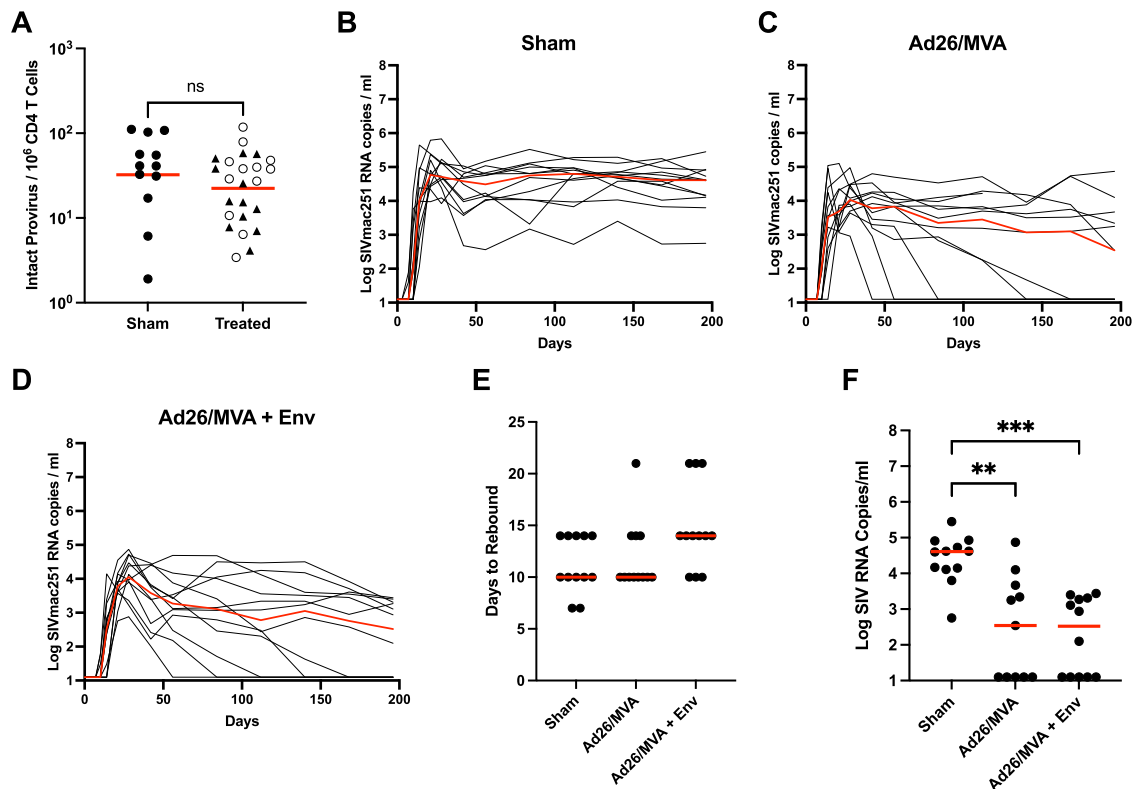 A
Intact Provirus / 10⁶ CD4 T Cells
10³
10²
10¹
10⁰
ns
Sham
Treated
B
Sham
Log SIVmac251 RNA copies / ml
8
7
6
5
4
3
2
1
0
50
100
150
200
Days
C
Ad26/MVA
Log SIVmac251 copies / ml
8
7
6
5
4
3
2
1
0
50
100
150
200
Days
D
Ad26/MVA + Env
Log SIVmac251 RNA copies / ml
8
7
6
5
4
3
2
1
0
50
100
150
200
Days
E
Days to Rebound
25
20
15
10
5
0
Sham
Ad26/MVA
Ad26/MVA + Env
F
Log SIV RNA Copies/ml
8
7
6
5
4
3
2
1
***
**
Sham
Ad26/MVA
Ad26/MVA + Env